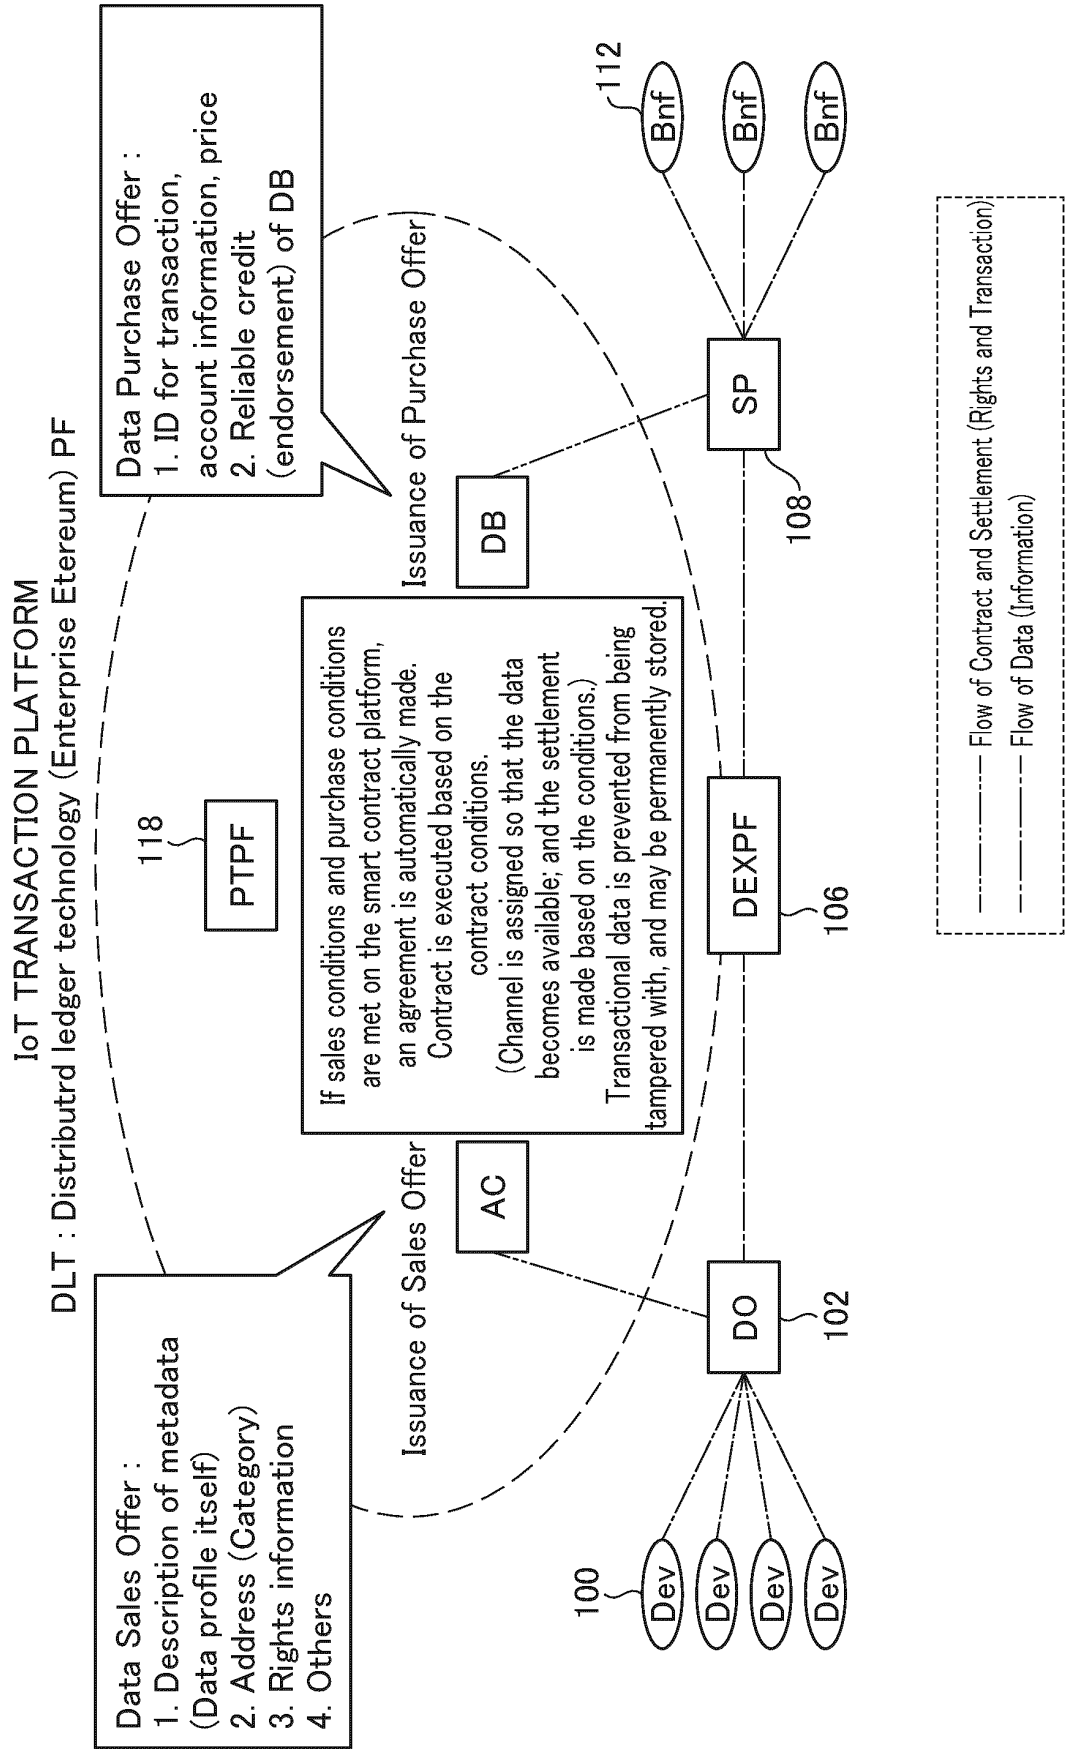 IoT TRANSACTION PLATFORM
DLT : Distributrd ledger technology (Enterprise Etereum) PF
Data Sales Offer :
1. Description of metadata
(Data profile itself)
2. Address (Category)
3. Rights information
4. Others
118
PTPF
Data Purchase Offer :
1. ID for transaction,
account information, price
2. Reliable credit
(endorsement) of DB
Issuance of Sales Offer
AC
If sales conditions and purchase conditions
are met on the smart contract platform,
an agreement is automatically made.
Contract is executed based on the
contract conditions.
(Channel is assigned so that the data
becomes available; and the settlement
is made based on the conditions.)
Transactional data is prevented from being
tampered with, and may be permanently stored.
Issuance of Purchase Offer
DB
100
Dev
Dev
Dev
Dev
DO
102
DEXPF
106
SP
108
112
Bnf
Bnf
Bnf
Flow of Contract and Settlement (Rights and Transaction)
Flow of Data (Information)